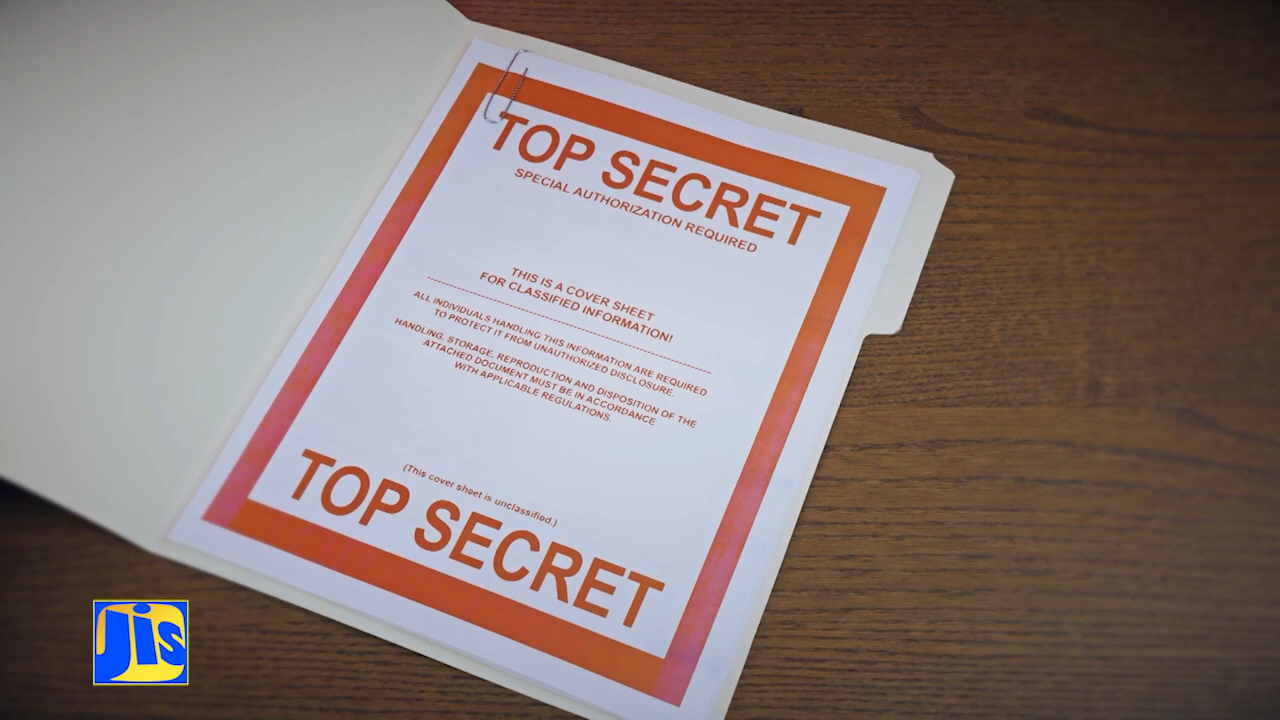 TOP SECRET
SPECIAL AUTHORIZATION REQUIRED
THIS IS A COVER SHEET
FOR CLASSIFIED INFORMATION!
ALL INDIVIDUALS HANDLING THIS INFORMATION ARE REQUIRED
TO PROTECT IT FROM UNAUTHORIZED DISCLOSURE.
HANDLING, STORAGE, REPRODUCTION AND DISPOSITION OF THE
ATTACHED DOCUMENT MUST BE IN ACCORDANCE
WITH APPLICABLE REGULATIONS.
(This cover sheet is unclassified.)
TOP SECRET
Jis